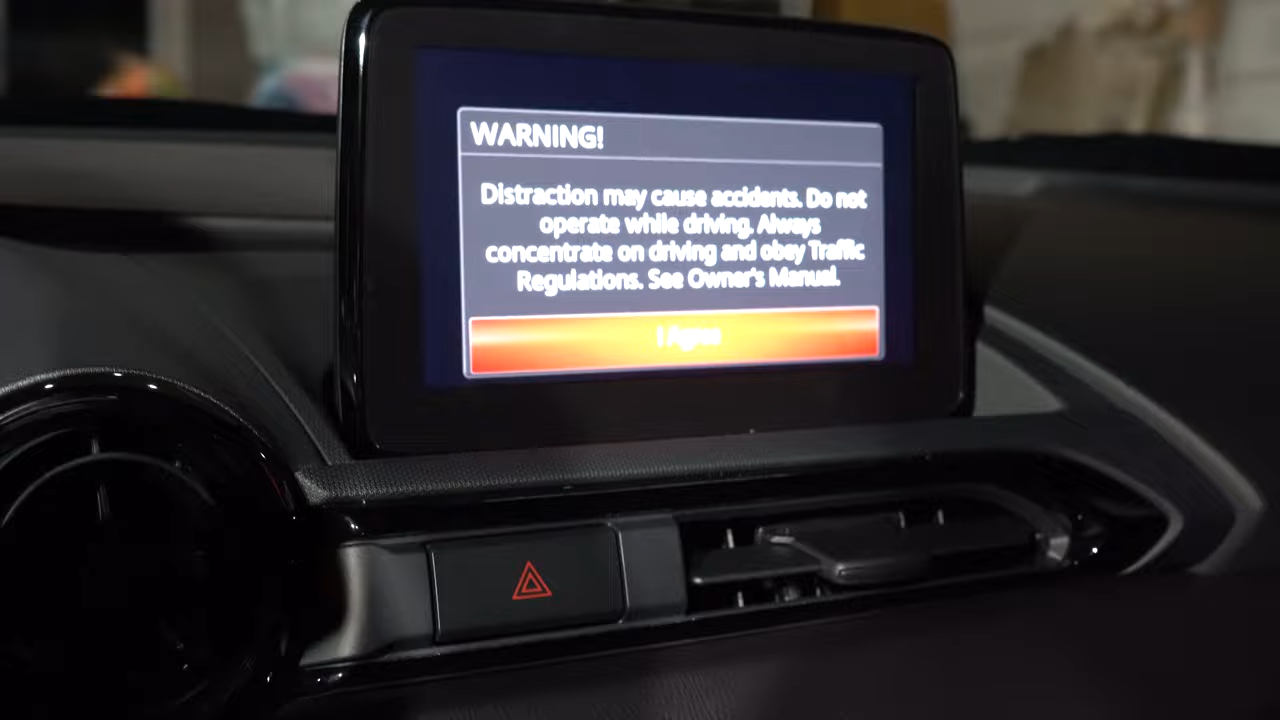 WARNING!
Distraction may cause accidents. Do not
operate while driving. Always
concentrate on driving and obey Traffic
Regulations. See Owner's Manual.
I Agree